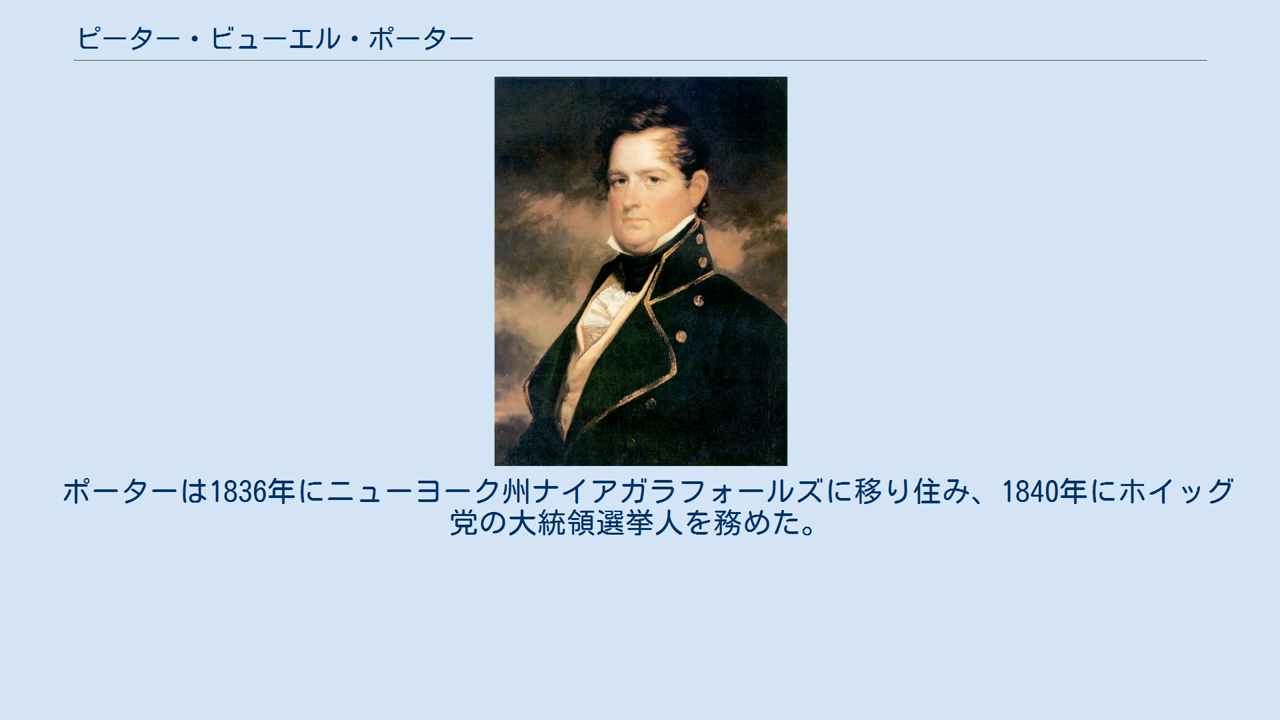 ピーター・ビューエル・ポーター
ポーターは1836年にニューヨーク州ナイアガラフォールズに移り住み、1840年にホイッグ
党の大統領選挙人を務めた。